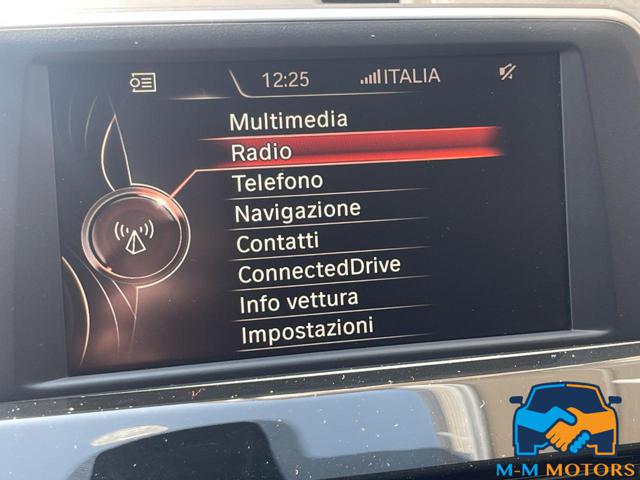 12:25 ITALIA
Multimedia
Radio
Telefono
Navigazione
Contatti
ConnectedDrive
Info vettura
Impostazioni
M-M MOTORS